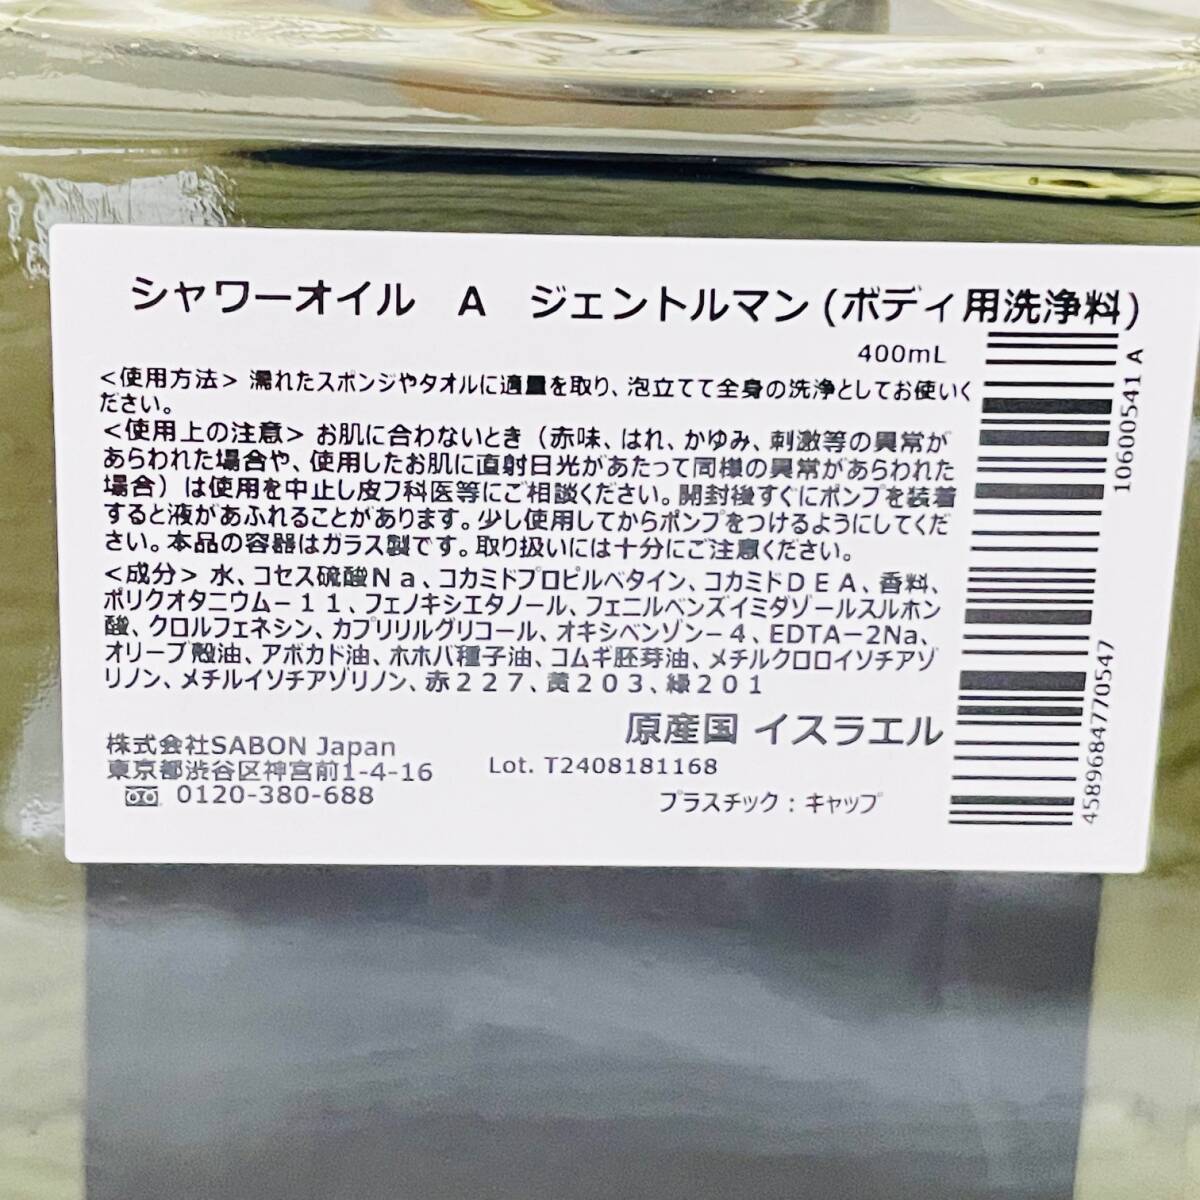 シャワーオイル　A　ジェントルマン(ボディ用洗浄料)
400mL
<使用方法> 濡れたスポンジやタオルに適量を取り、泡立てて全身の洗浄としてお使いく
ださい。
<使用上の注意> お肌に合わないとき（赤味、はれ、かゆみ、刺激等の異常が
あらわれた場合や、使用したお肌に直射日光があたって同様の異常があらわれた
場合）は使用を中止し皮フ科医等にご相談ください。開封後すぐにポンプを装着
すると液があふれることがあります。少し使用してからポンプをつけるようにしてくだ
さい。本品の容器はガラス製です。取り扱いには十分にご注意ください。
<成分> 水、コセス硫酸Ｎａ、コカミドプロピルベタイン、コカミドＤＥＡ、香料、
ポリクオタニウム－１１、フェノキシエタノール、フェニルベンズイミダゾールスルホン
酸、クロルフェネシン、カプリリルグリコール、オキシベンゾン－４、EDTA－2Na、
オリーブ殻油、アボカド油、ホホバ種子油、コムギ胚芽油、メチルクロロイソチアゾ
リノン、メチルイソチアゾリノン、赤２２７、黄２０３、緑２０１
原産国 イスラエル
株式会社SABON Japan
東京都渋谷区神宮前1-4-16
Lot. T2408181168
0120-380-688
プラスチック : キャップ
10600541 A
4589684770547